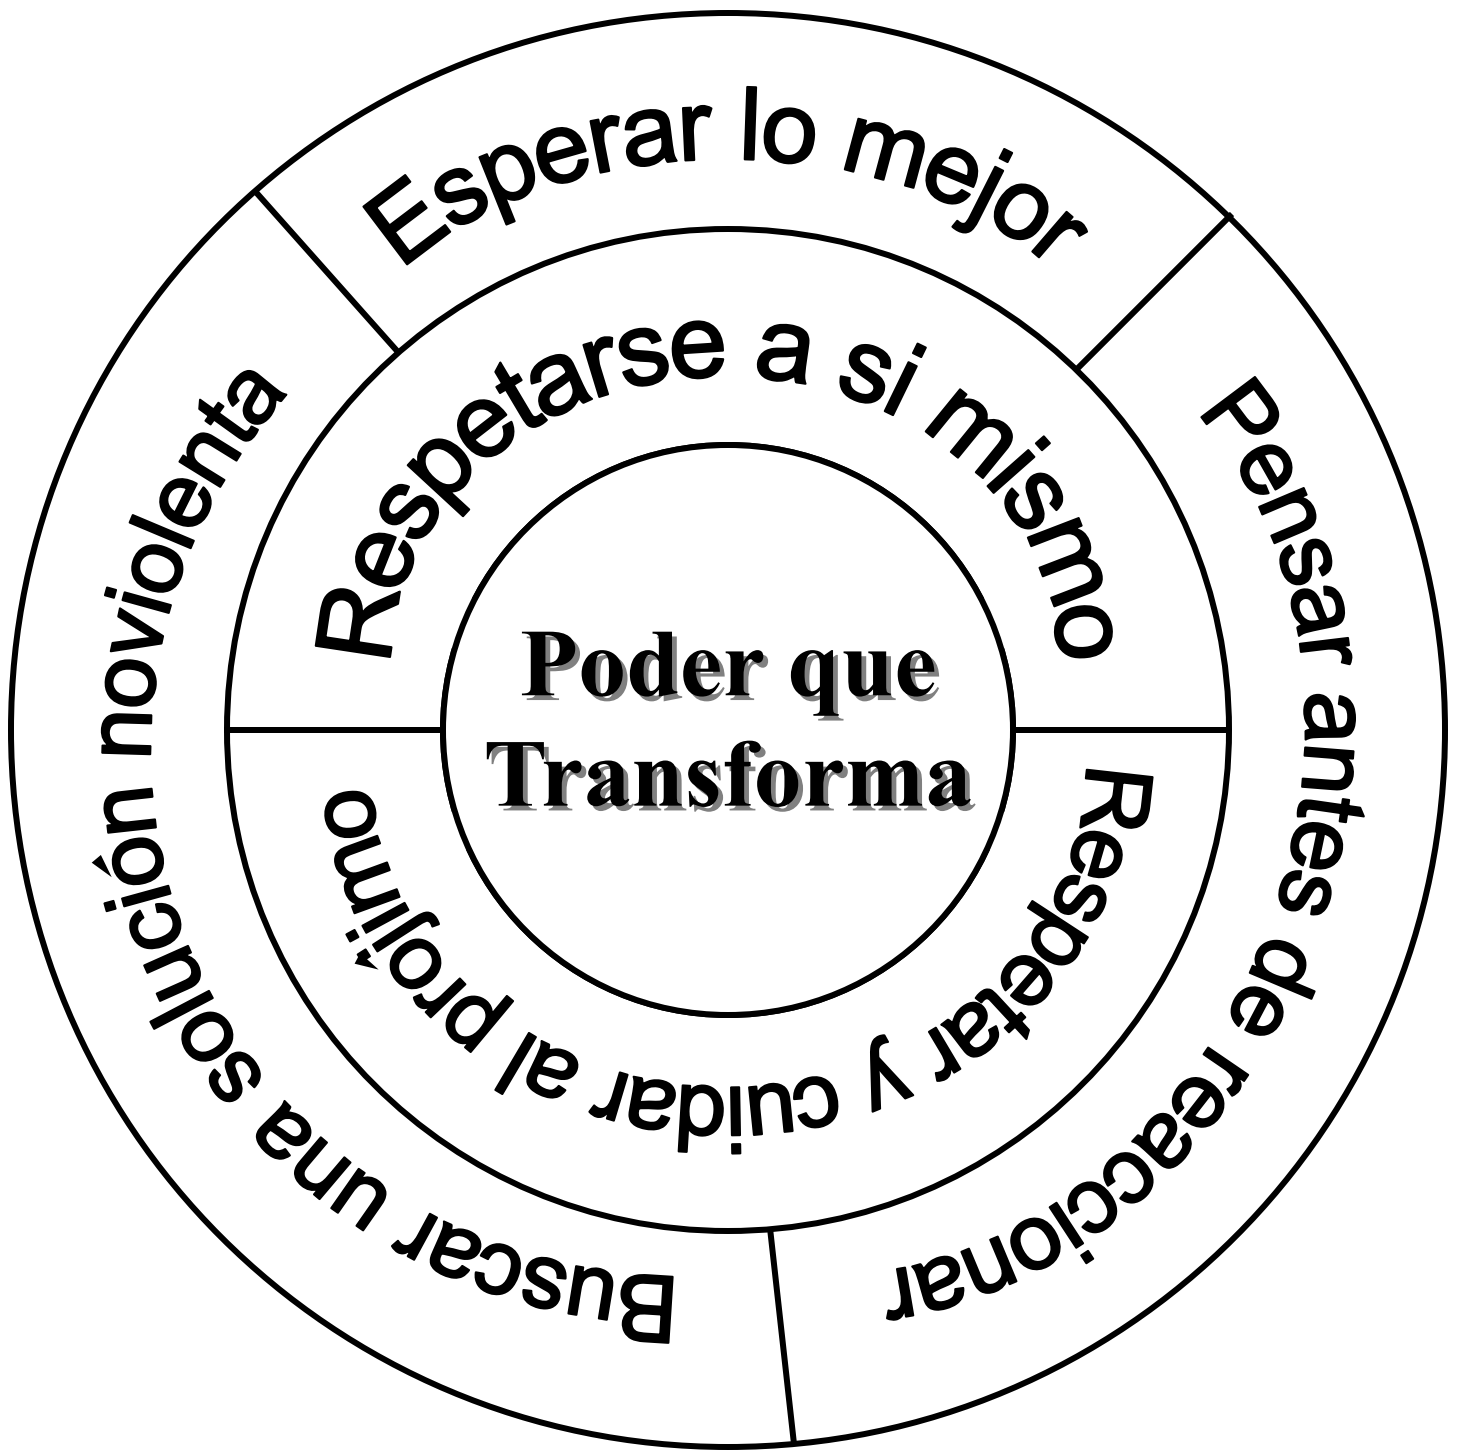 Esperar lo mejor
Pensar antes de reaccionar
Buscar una solución noviolenta
Respetarse a si mismo
Respetar y cuidar al projímo
Poder que
Transforma